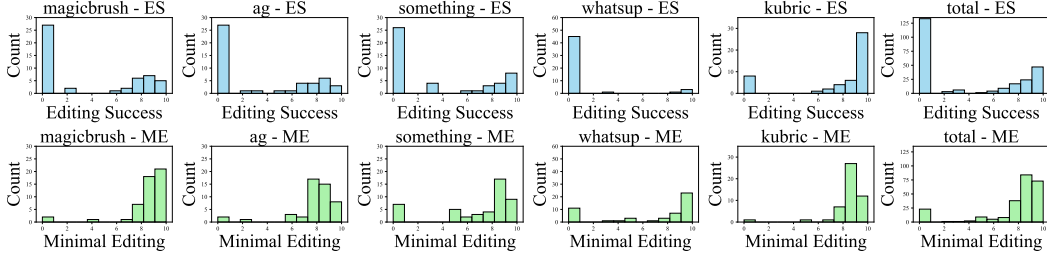 magicbrush - ES
ag - ES
something - ES
whatsup - ES
kubric - ES
total - ES
Count
30
25
20
15
10
5
0
0 2 4 6 8 10
Editing Success
Count
30
25
20
15
10
5
0
0 2 4 6 8 10
Editing Success
Count
30
25
20
15
10
5
0
0 2 4 6 8 10
Editing Success
Count
60
40
20
0
0 2 4 6 8 10
Editing Success
Count
30
20
10
0
0 2 4 6 8 10
Editing Success
Count
125
100
75
50
25
0
0 2 4 6 8 10
Editing Success
magicbrush - ME
ag - ME
something - ME
whatsup - ME
kubric - ME
total - ME
Count
30
25
20
15
10
5
0
0 2 4 6 8 10
Minimal Editing
Count
30
25
20
15
10
5
0
0 2 4 6 8 10
Minimal Editing
Count
30
25
20
15
10
5
0
0 2 4 6 8 10
Minimal Editing
Count
60
40
20
0
0 2 4 6 8 10
Minimal Editing
Count
30
20
10
0
0 2 4 6 8 10
Minimal Editing
Count
125
100
75
50
25
0
0 2 4 6 8 10
Minimal Editing